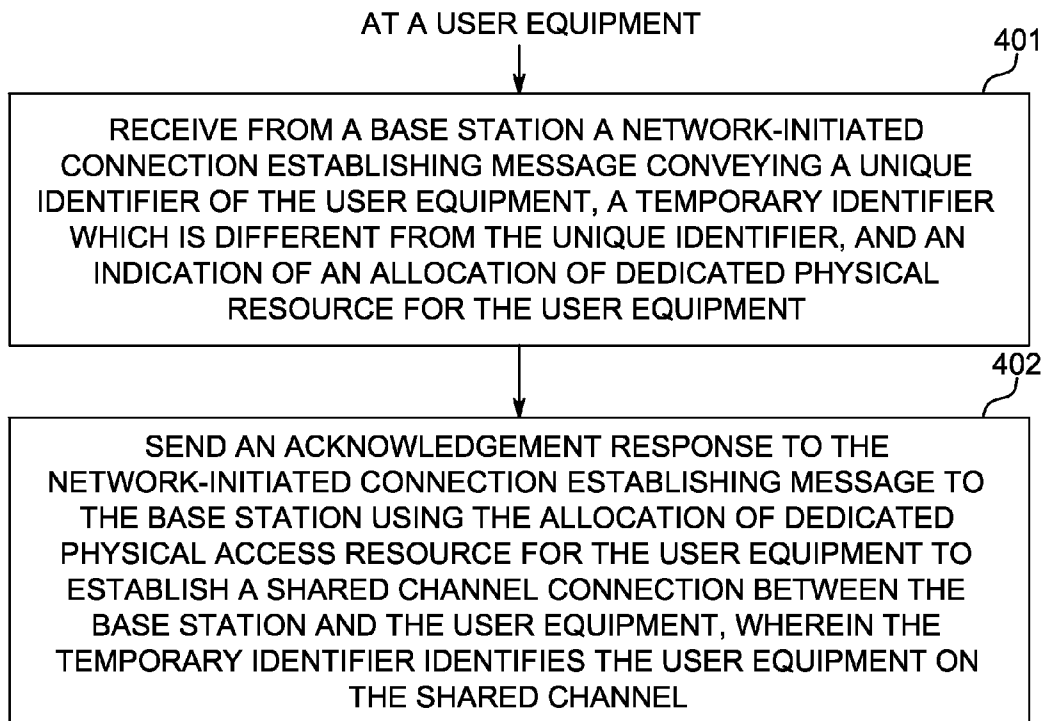 AT A USER EQUIPMENT
401
RECEIVE FROM A BASE STATION A NETWORK-INITIATED
CONNECTION ESTABLISHING MESSAGE CONVEYING A UNIQUE
IDENTIFIER OF THE USER EQUIPMENT, A TEMPORARY IDENTIFIER
WHICH IS DIFFERENT FROM THE UNIQUE IDENTIFIER, AND AN
INDICATION OF AN ALLOCATION OF DEDICATED PHYSICAL
RESOURCE FOR THE USER EQUIPMENT
402
SEND AN ACKNOWLEDGEMENT RESPONSE TO THE
NETWORK-INITIATED CONNECTION ESTABLISHING MESSAGE TO
THE BASE STATION USING THE ALLOCATION OF DEDICATED
PHYSICAL ACCESS RESOURCE FOR THE USER EQUIPMENT TO
ESTABLISH A SHARED CHANNEL CONNECTION BETWEEN THE
BASE STATION AND THE USER EQUIPMENT, WHEREIN THE
TEMPORARY IDENTIFIER IDENTIFIES THE USER EQUIPMENT ON
THE SHARED CHANNEL